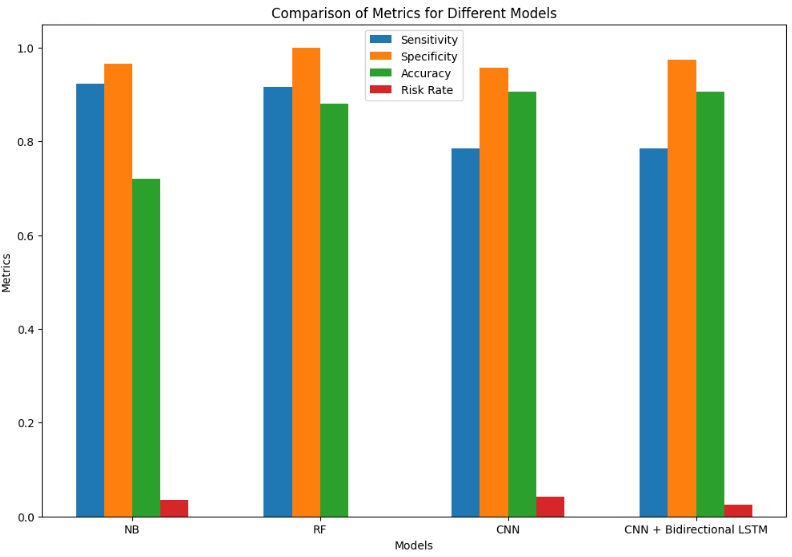 Comparison of Metrics for Different Models
Sensitivity
Specificity
Accuracy
Risk Rate
Metrics
1.0
0.8
0.6
0.4
0.2
0.0
NB
RF
CNN
CNN + Bidirectional LSTM
Models